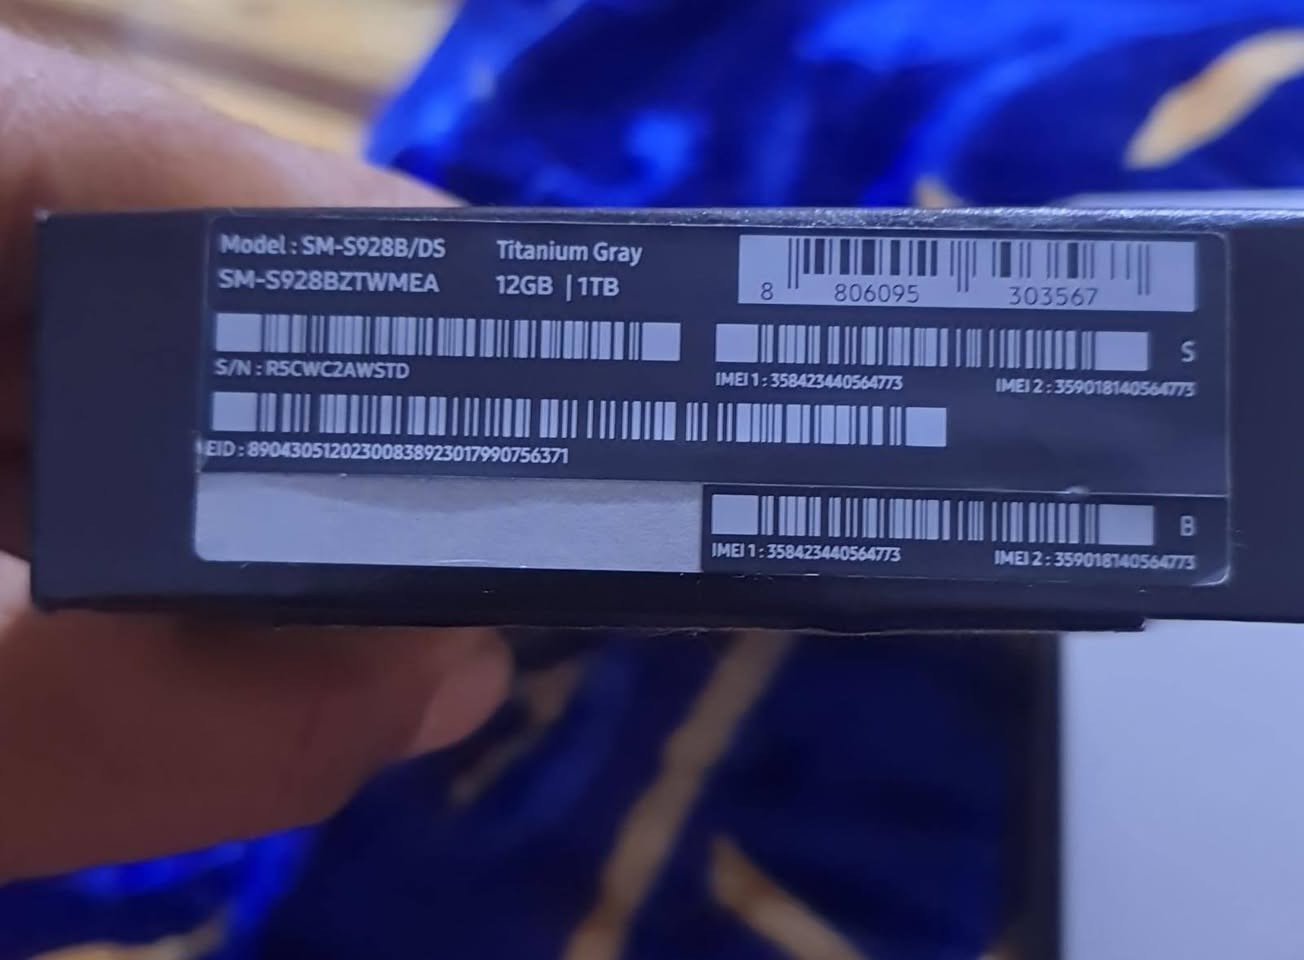 Model : SM-S928B/DS
SM-S928BZTWMEA
Titanium Gray
12GB | 1TB
8 806095 303567
S/N : R5CWC2AWSTD
IMEI 1 : 358423440564773 IMEI 2 : 359018140564773
S
EID : 89043051202300838923017990756371
IMEI 1 : 358423440564773 IMEI 2 : 359018140564773
B